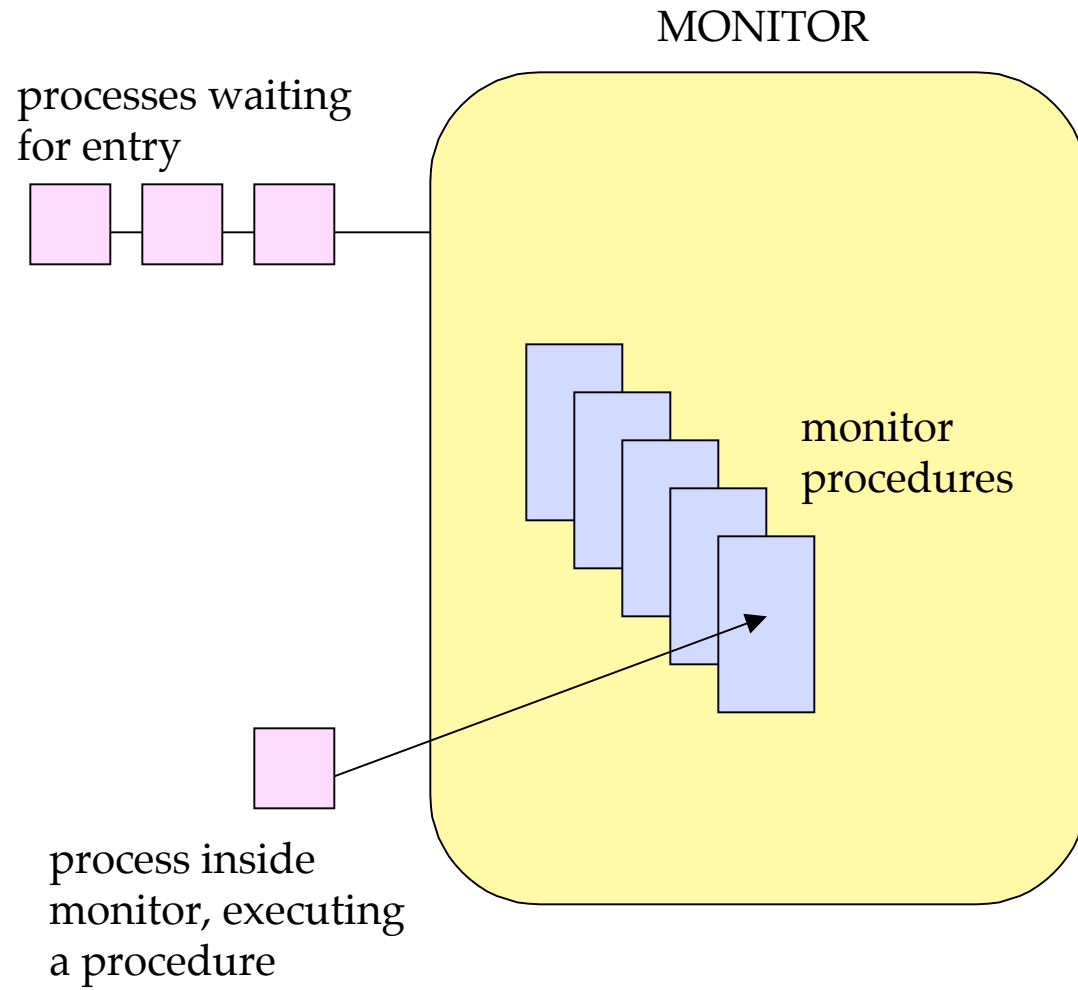 MONITOR
processes waiting
for entry
monitor
procedures
process inside
monitor, executing
a procedure